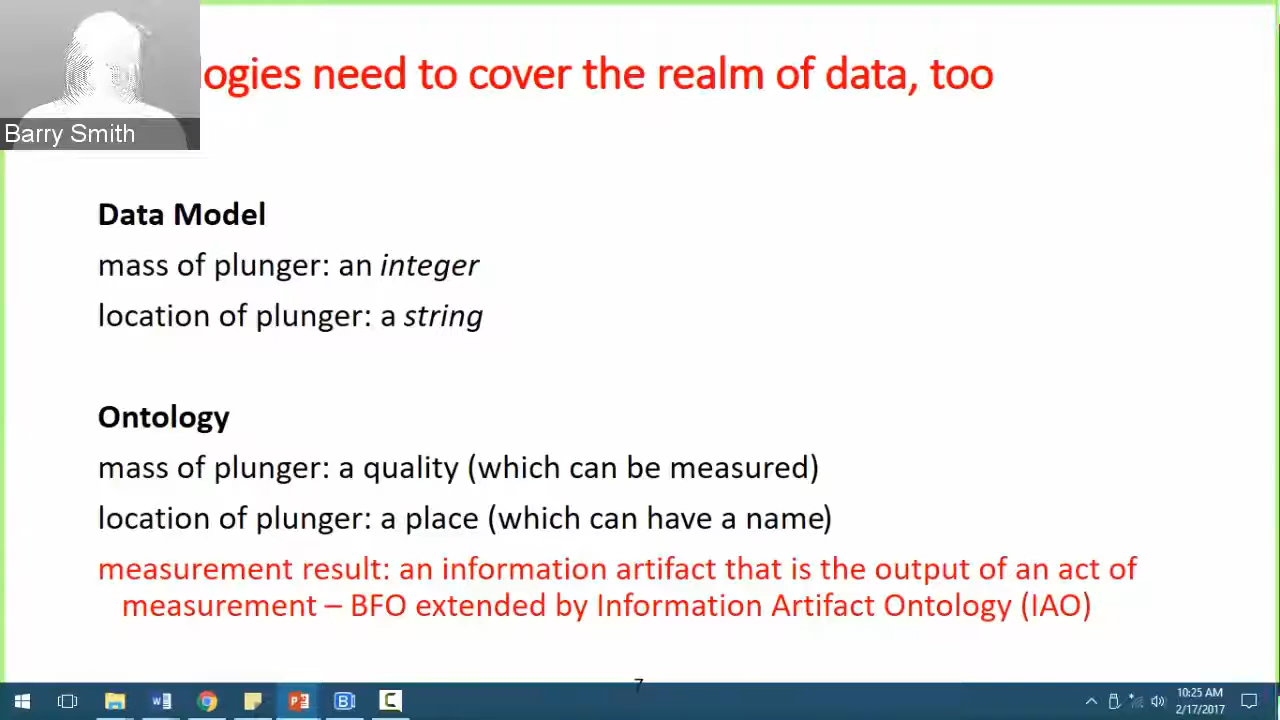 logies need to cover the realm of data, too
Barry Smith
Data Model
mass of plunger: an integer
location of plunger: a string
Ontology
mass of plunger: a quality (which can be measured)
location of plunger: a place (which can have a name)
measurement result: an information artifact that is the output of an act of
measurement – BFO extended by Information Artifact Ontology (IAO)
7
10:25 AM
2/17/2017